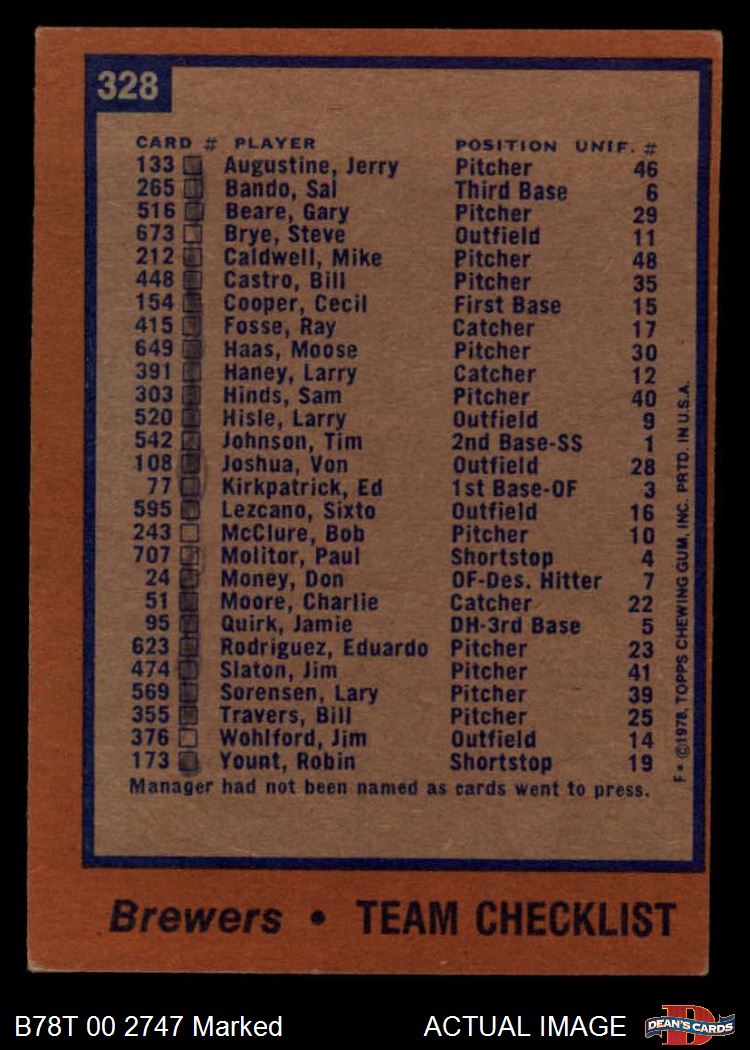 328
CARD # PLAYER POSITION UNIF. #
133 Augustine, Jerry Pitcher 46
265 Bando, Sal Third Base 6
516 Beare, Gary Pitcher 29
673 Brye, Steve Outfield 11
212 Caldwell, Mike Pitcher 48
448 Castro, Bill Pitcher 35
154 Cooper, Cecil First Base 15
415 Fosse, Ray Catcher 17
649 Haas, Moose Pitcher 30
391 Haney, Larry Catcher 12
303 Hinds, Sam Pitcher 40
520 Hisle, Larry Outfield 9
542 Johnson, Tim 2nd Base-SS 1
108 Joshua, Von Outfield 28
77 Kirkpatrick, Ed 1st Base-OF 3
595 Lezcano, Sixto Outfield 16
243 McClure, Bob Pitcher 10
707 Molitor, Paul Shortstop 4
24 Money, Don OF-Des. Hitter 7
51 Moore, Charlie Catcher 22
95 Quirk, Jamie DH-3rd Base 5
623 Rodriguez, Eduardo Pitcher 23
474 Slaton, Jim Pitcher 41
569 Sorensen, Lary Pitcher 39
355 Travers, Bill Pitcher 25
376 Wohlford, Jim Outfield 14
173 Yount, Robin Shortstop 19
Manager had not been named as cards went to press.
F* ©1978, TOPPS CHEWING GUM, INC. PRTD. IN U.S.A.
Brewers • TEAM CHECKLIST
B78T 00 2747 Marked ACTUAL IMAGE
D
DEAN'S CARDS